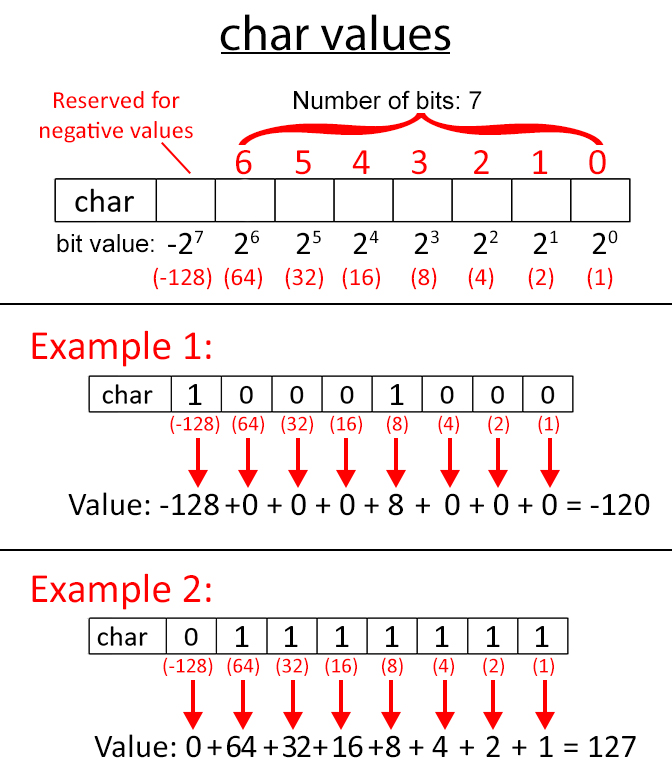 char values
Reserved for
negative values
Number of bits: 7
6 5 4 3 2 1 0
char
bit value: -2⁷ 2⁶ 2⁵ 2⁴ 2³ 2² 2¹ 2⁰
(-128) (64) (32) (16) (8) (4) (2) (1)
Example 1:
char 1 0 0 0 1 0 0 0
(-128) (64) (32) (16) (8) (4) (2) (1)
Value: -128 +0 + 0 + 0 + 8 + 0 + 0 + 0 = -120
Example 2:
char 0 1 1 1 1 1 1 1
(-128) (64) (32) (16) (8) (4) (2) (1)
Value: 0 +64 +32+16 +8 + 4 + 2 + 1 = 127